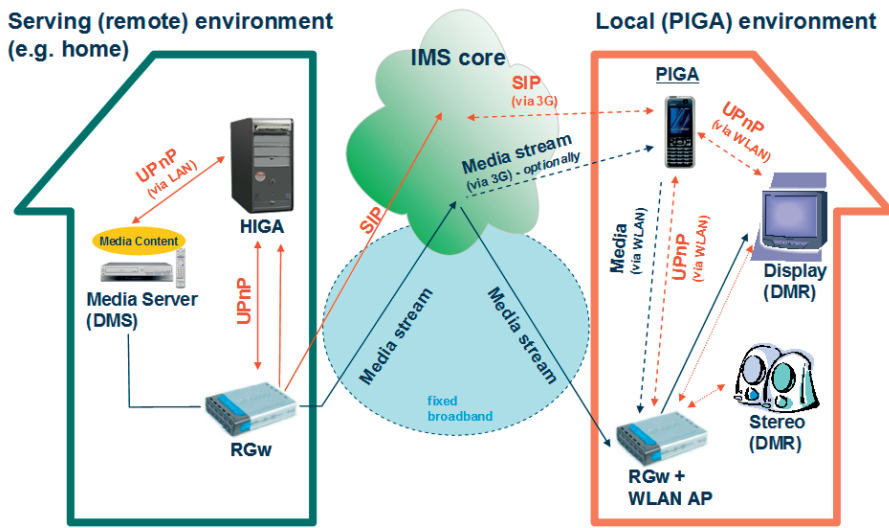 Serving (remote) environment
(e.g. home)
IMS core
Local (PIGA) environment
PIGA
SIP
(via 3G)
UPnP
(via WLAN)
UPnP
(via LAN)
Media stream
(via 3G) - optionally
HIGA
SIP
Media Content
Media
(via WLAN)
UPnP
(via WLAN)
Display
(DMR)
Media Server
(DMS)
UPnP
Media stream
Media stream
fixed
broadband
Stereo
(DMR)
RGw
RGw +
WLAN AP